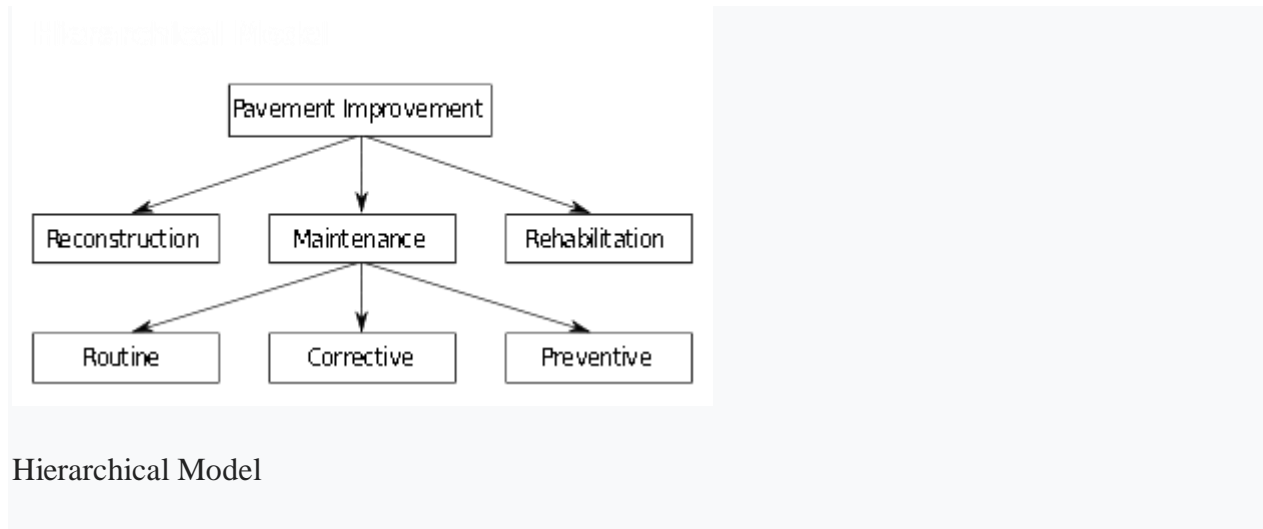 Pavement Improvement
Reconstruction Maintenance Rehabilitation
Routine Corrective Preventive
Hierarchical Model